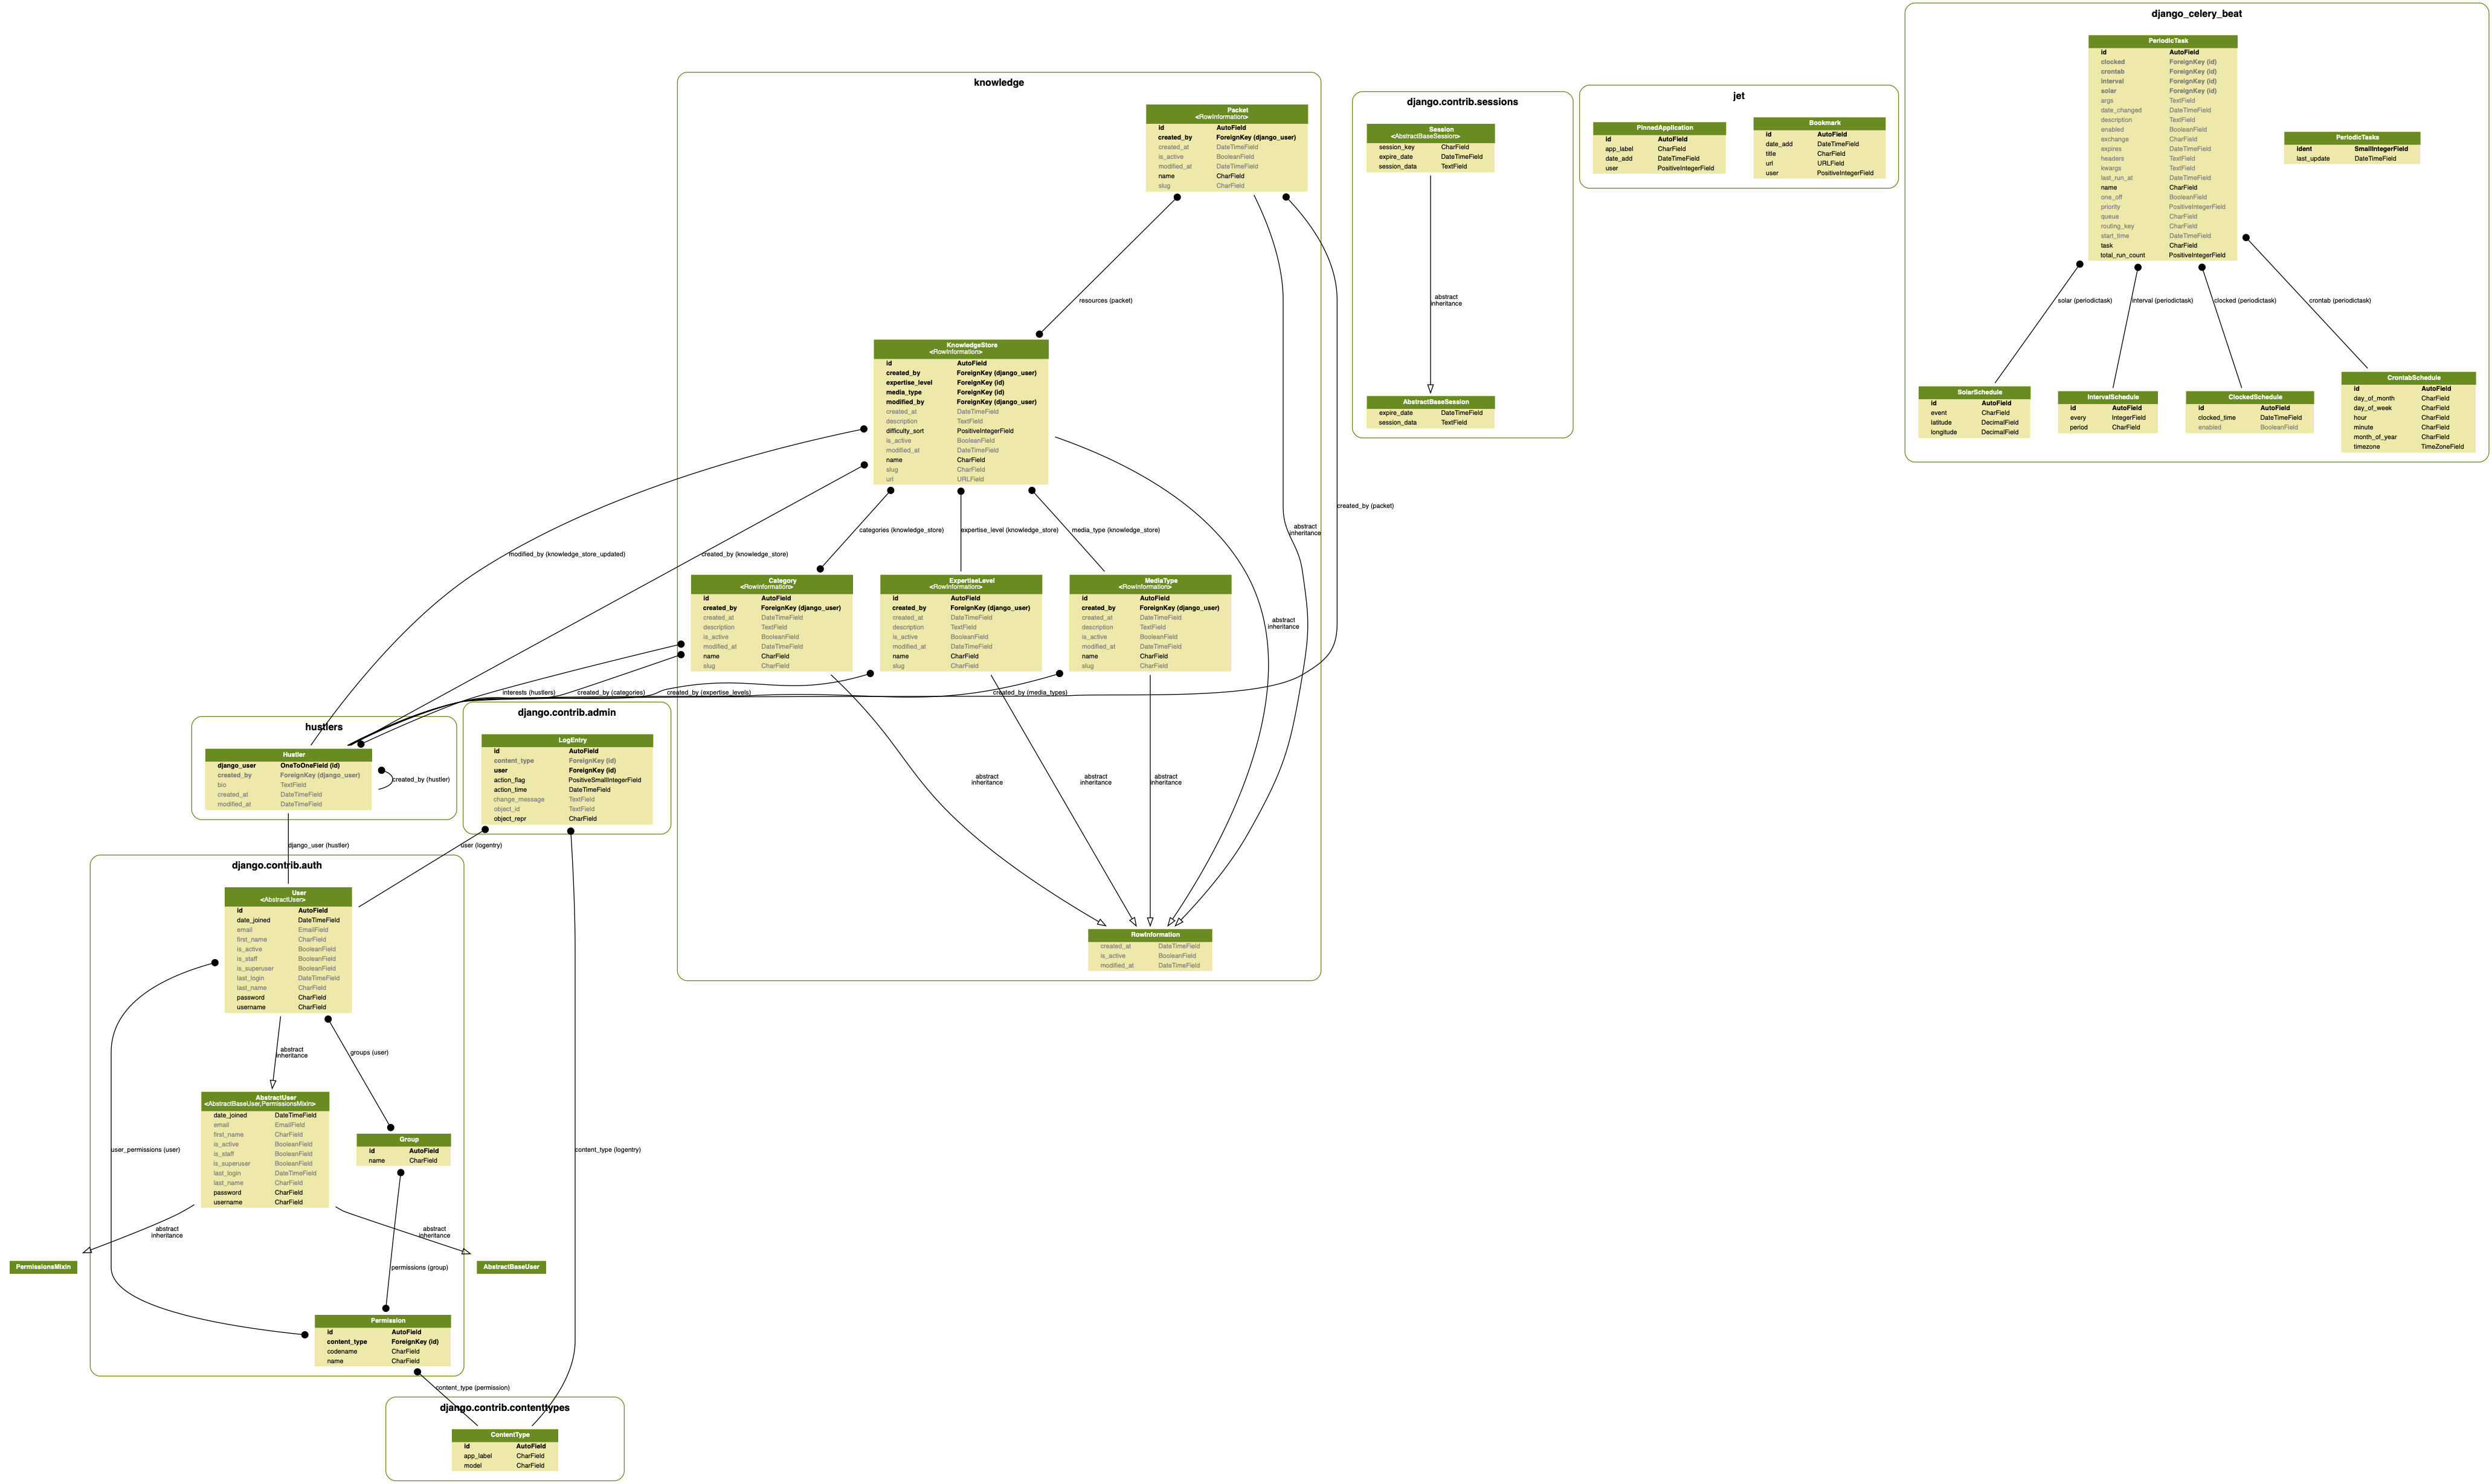 django_celery_beat
PeriodicTask
id AutoField
clocked ForeignKey (id)
crontab ForeignKey (id)
interval ForeignKey (id)
solar ForeignKey (id)
args TextField
date_changed DateTimeField
description TextField
enabled BooleanField
exchange CharField
expires DateTimeField
headers TextField
kwargs TextField
last_run_at DateTimeField
name CharField
one_off BooleanField
priority PositiveIntegerField
queue CharField
routing_key CharField
start_time DateTimeField
task CharField
total_run_count PositiveIntegerField
PeriodicTasks
ident SmallIntegerField
last_update DateTimeField
solar (periodictask)
interval (periodictask)
clocked (periodictask)
crontab (periodictask)
SolarSchedule
id AutoField
event CharField
latitude DecimalField
longitude DecimalField
IntervalSchedule
id AutoField
every IntegerField
period CharField
ClockedSchedule
id AutoField
clocked_time DateTimeField
enabled BooleanField
CrontabSchedule
id AutoField
day_of_month CharField
day_of_week CharField
hour CharField
minute CharField
month_of_year CharField
timezone TimeZoneField
jet
PinnedApplication
id AutoField
app_label CharField
date_add DateTimeField
user PositiveIntegerField
Bookmark
id AutoField
date_add DateTimeField
title CharField
url URLField
user PositiveIntegerField
django.contrib.sessions
Session
<AbstractBaseSession>
session_key CharField
expire_date DateTimeField
session_data TextField
abstract
inheritance
AbstractBaseSession
expire_date DateTimeField
session_data TextField
knowledge
Packet
<RowInformation>
id AutoField
created_by ForeignKey (django_user)
created_at DateTimeField
is_active BooleanField
modified_at DateTimeField
name CharField
slug CharField
resources (packet)
KnowledgeStore
<RowInformation>
id AutoField
created_by ForeignKey (django_user)
expertise_level ForeignKey (id)
media_type ForeignKey (id)
modified_by ForeignKey (django_user)
created_at DateTimeField
description TextField
difficulty_sort PositiveIntegerField
is_active BooleanField
modified_at DateTimeField
name CharField
slug CharField
url URLField
created_by (packet)
abstract
inheritance
categories (knowledge_store)
expertise_level (knowledge_store)
media_type (knowledge_store)
modified_by (knowledge_store_updated)
created_by (knowledge_store)
Category
<RowInformation>
id AutoField
created_by ForeignKey (django_user)
created_at DateTimeField
description TextField
is_active BooleanField
modified_at DateTimeField
name CharField
slug CharField
ExpertiseLevel
<RowInformation>
id AutoField
created_by ForeignKey (django_user)
created_at DateTimeField
description TextField
is_active BooleanField
modified_at DateTimeField
name CharField
slug CharField
MediaType
<RowInformation>
id AutoField
created_by ForeignKey (django_user)
created_at DateTimeField
description TextField
is_active BooleanField
modified_at DateTimeField
name CharField
slug CharField
abstract
inheritance
interests (hustlers)
created_by (categories)
created_by (expertise_levels)
created_by (media_types)
abstract
inheritance
abstract
inheritance
abstract
inheritance
RowInformation
created_at DateTimeField
is_active BooleanField
modified_at DateTimeField
hustlers
Hustler
django_user OneToOneField (id)
created_by ForeignKey (django_user)
bio TextField
created_at DateTimeField
modified_at DateTimeField
created_by (hustler)
django.contrib.admin
LogEntry
id AutoField
content_type ForeignKey (id)
user ForeignKey (id)
action_flag PositiveSmallIntegerField
action_time DateTimeField
change_message TextField
object_id TextField
object_repr CharField
django_user (hustler)
user (logentry)
django.contrib.auth
User
<AbstractUser>
id AutoField
date_joined DateTimeField
email EmailField
first_name CharField
is_active BooleanField
is_staff BooleanField
is_superuser BooleanField
last_login DateTimeField
last_name CharField
password CharField
username CharField
abstract
inheritance
groups (user)
AbstractUser
<AbstractBaseUser,PermissionsMixin>
date_joined DateTimeField
email EmailField
first_name CharField
is_active BooleanField
is_staff BooleanField
is_superuser BooleanField
last_login DateTimeField
last_name CharField
password CharField
username CharField
Group
id AutoField
name CharField
user_permissions (user)
content_type (logentry)
abstract
inheritance
abstract
inheritance
PermissionsMixin
permissions (group)
AbstractBaseUser
Permission
id AutoField
content_type ForeignKey (id)
codename CharField
name CharField
content_type (permission)
django.contrib.contenttypes
ContentType
id AutoField
app_label CharField
model CharField